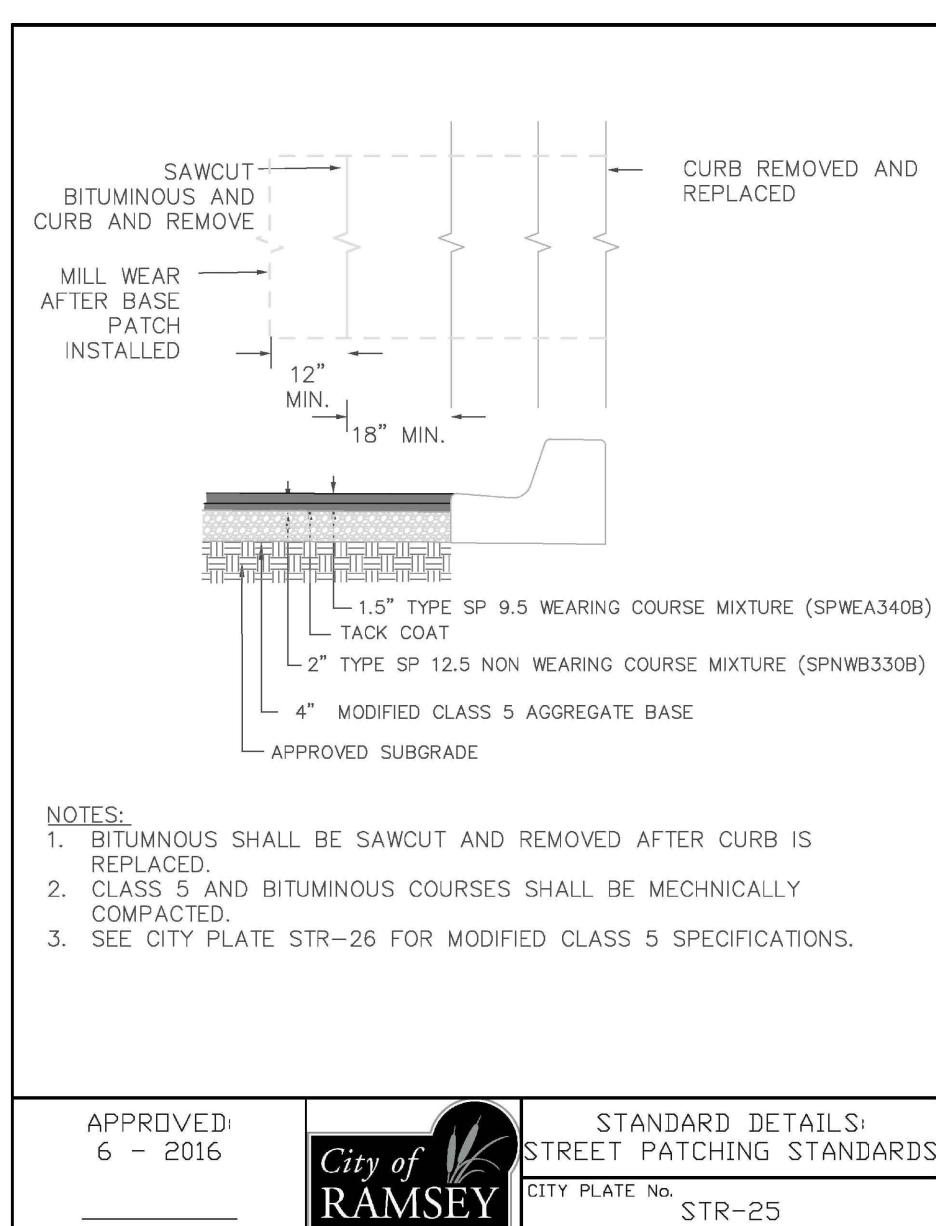 SAWCUT
BITUMINOUS AND
CURB AND REMOVE
CURB REMOVED AND
REPLACED
MILL WEAR
AFTER BASE
PATCH
INSTALLED
12"
MIN.
18" MIN.
1.5" TYPE SP 9.5 WEARING COURSE MIXTURE (SPWEA340B)
TACK COAT
2" TYPE SP 12.5 NON WEARING COURSE MIXTURE (SPNWB330B)
4" MODIFIED CLASS 5 AGGREGATE BASE
APPROVED SUBGRADE
NOTES:
1. BITUMNOUS SHALL BE SAWCUT AND REMOVED AFTER CURB IS
REPLACED.
2. CLASS 5 AND BITUMINOUS COURSES SHALL BE MECHNICALLY
COMPACTED.
3. SEE CITY PLATE STR-26 FOR MODIFIED CLASS 5 SPECIFICATIONS.
APPROVED:
6 - 2016
City of
RAMSEY
STANDARD DETAILS:
STREET PATCHING STANDARDS
CITY PLATE No.
STR-25